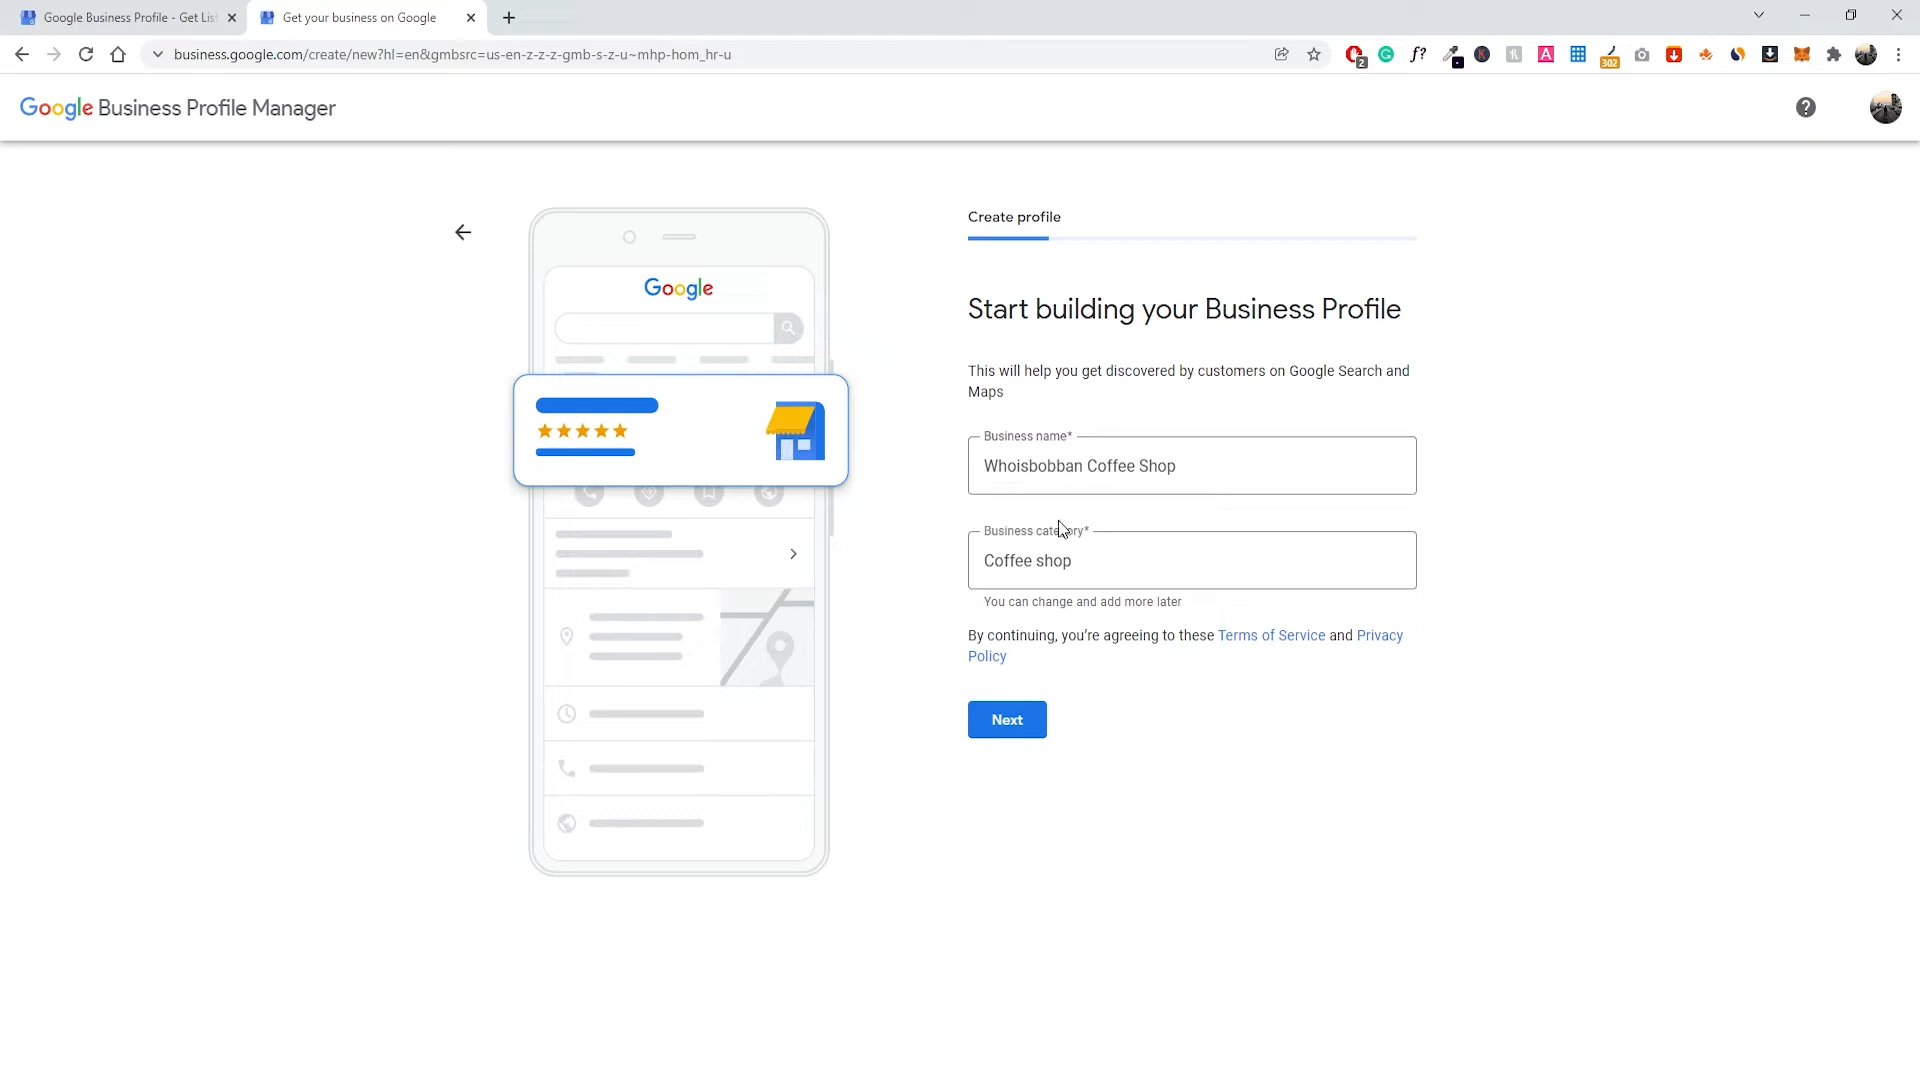 Google Business Profile - Get List
Get your business on Google
business.google.com/create/new?hl=en&gmbsrc=us-en-z-z-z-gmb-s-z-u~mhp-hom_hr-u
2
f?
K
A
302
Google Business Profile Manager
?
Google
Create profile
Start building your Business Profile
This will help you get discovered by customers on Google Search and
Maps
Business name*
Whoisbobban Coffee Shop
Business category*
Coffee shop
You can change and add more later
By continuing, you're agreeing to these Terms of Service and Privacy
Policy
Next